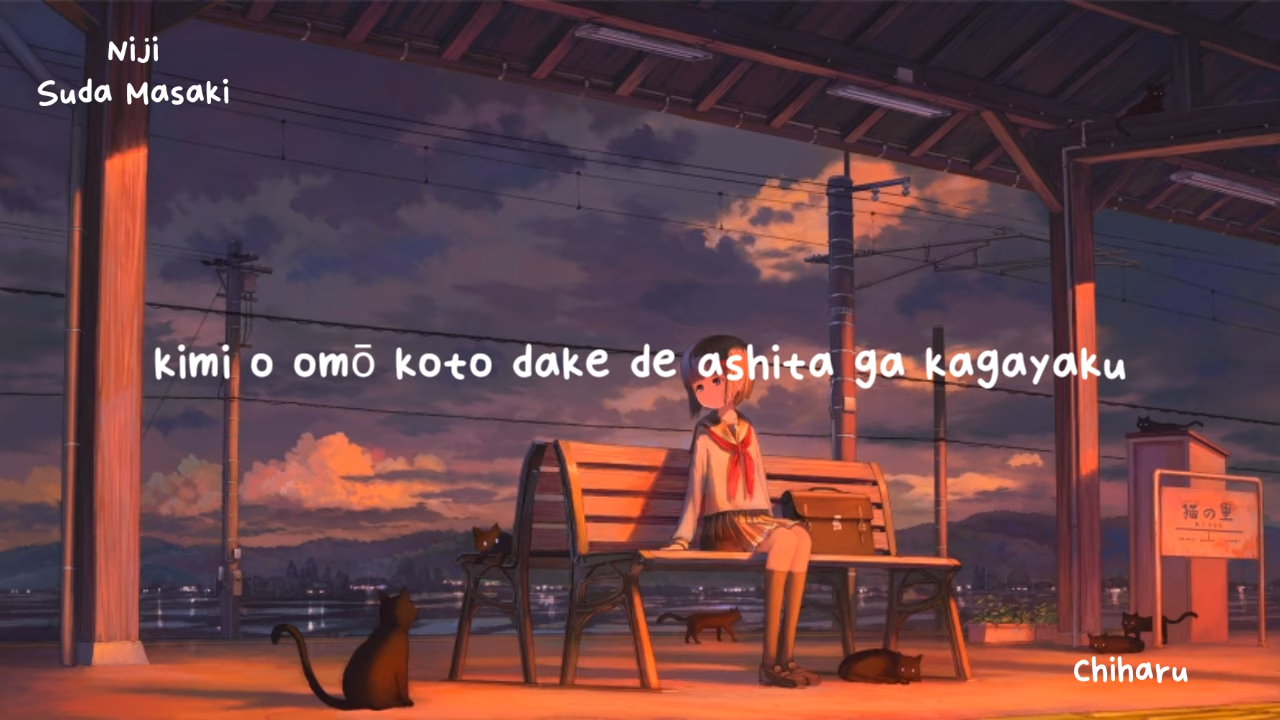 Niji
Suda Masaki
kimi o omō koto dake de ashita ga kagayaku
猫の里
Chiharu